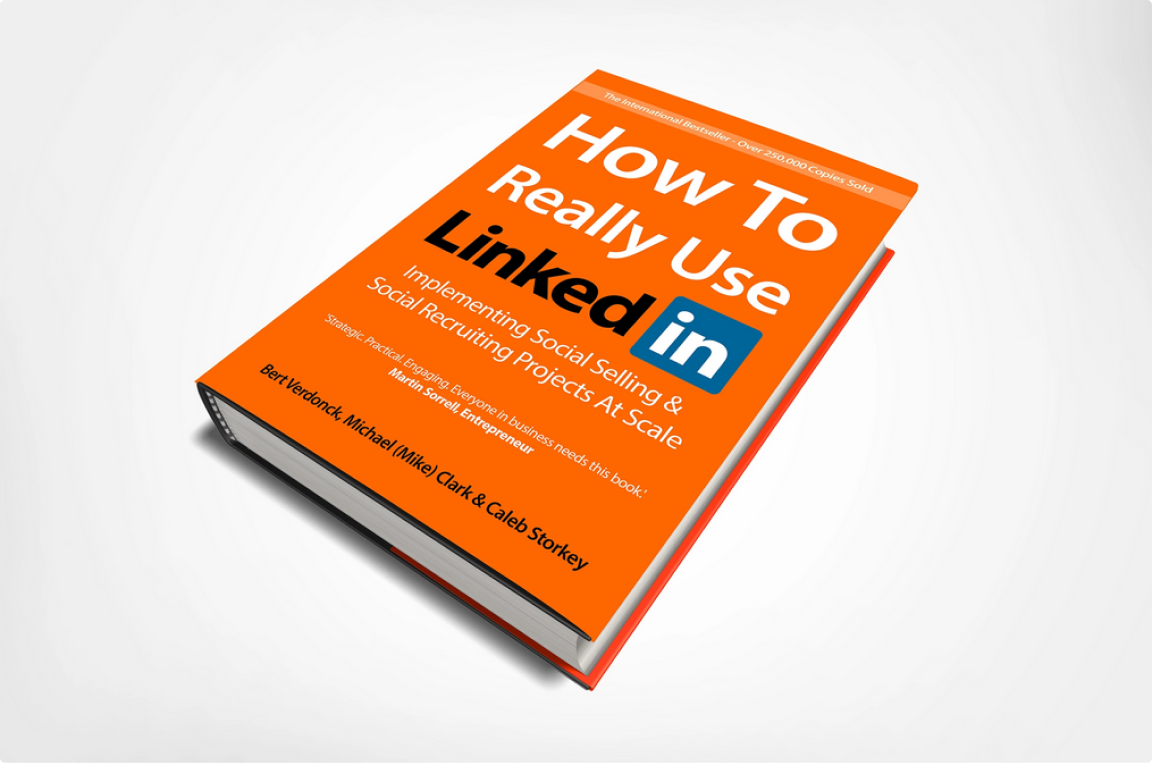 The International Bestseller - Over 250,000 Copies Sold
How To
Really Use
Linked in
Implementing Social Selling &
Social Recruiting Projects At Scale
'Strategic. Practical. Engaging. Everyone in business needs this book.'
Martin Sorrell, Entrepreneur
Bert Verdonck, Michael (Mike) Clark & Caleb Storkey